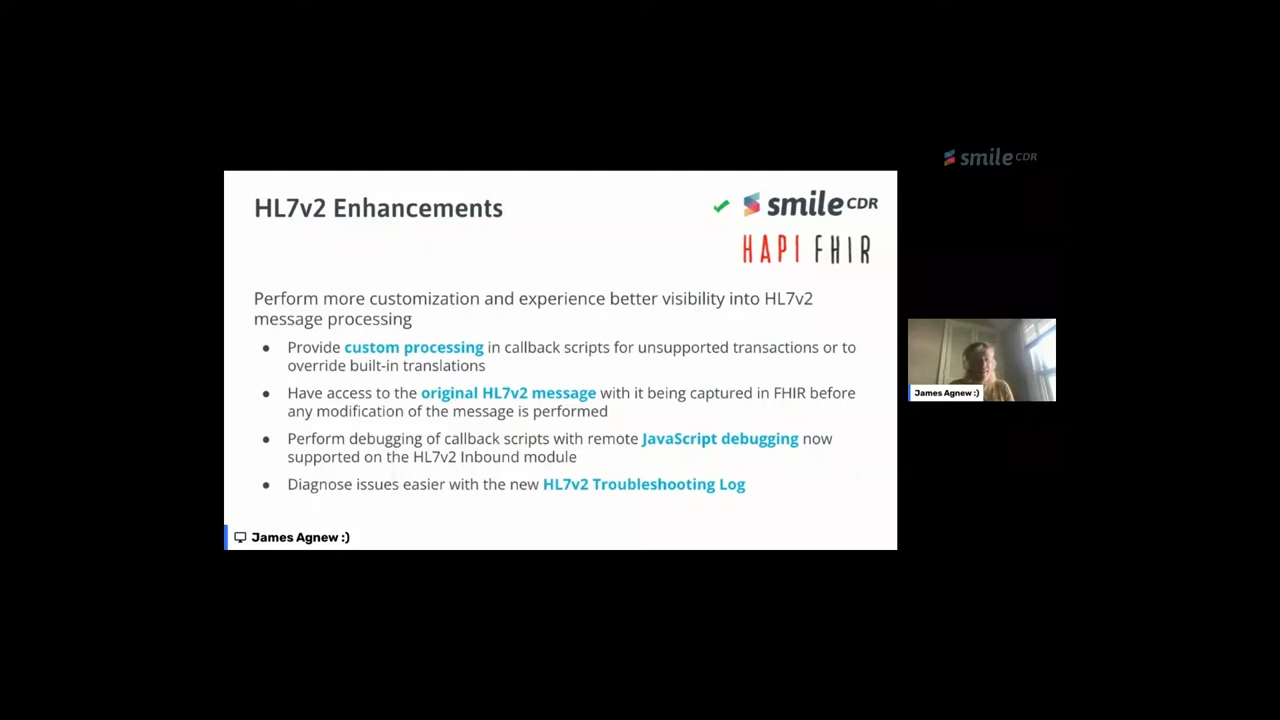 smile CDR
HL7v2 Enhancements
smile CDR
HAPI FHIR
Perform more customization and experience better visibility into HL7v2
message processing
● Provide custom processing in callback scripts for unsupported transactions or to
override built-in translations
● Have access to the original HL7v2 message with it being captured in FHIR before
any modification of the message is performed
● Perform debugging of callback scripts with remote JavaScript debugging now
supported on the HL7v2 Inbound module
● Diagnose issues easier with the new HL7v2 Troubleshooting Log
James Agnew :)
James Agnew :)